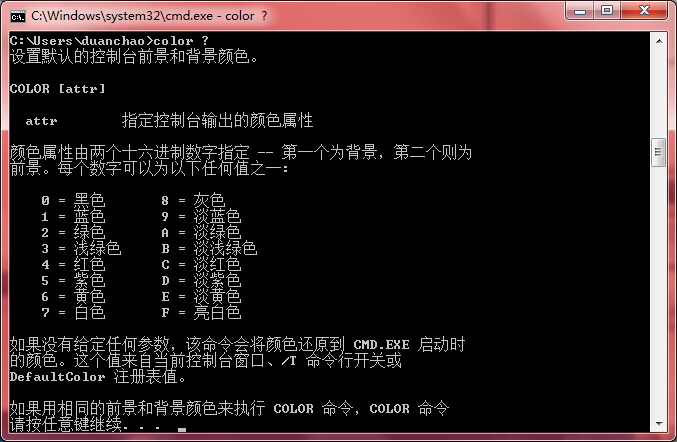 C:\Windows\system32\cmd.exe - color ?
C:\Users\duanchao>color ?
设置默认的控制台前景和背景颜色。
COLOR [attr]
attr 指定控制台输出的颜色属性
颜色属性由两个十六进制数字指定 -- 第一个为背景，第二个则为
前景。每个数字可以为以下任何值之一:
0 = 黑色 8 = 灰色
1 = 蓝色 9 = 淡蓝色
2 = 绿色 A = 淡绿色
3 = 浅绿色 B = 淡浅绿色
4 = 红色 C = 淡红色
5 = 紫色 D = 淡紫色
6 = 黄色 E = 淡黄色
7 = 白色 F = 亮白色
如果没有给定任何参数，该命令会将颜色还原到 CMD.EXE 启动时
的颜色。这个值来自当前控制台窗口、/T 命令行开关或
DefaultColor 注册表值。
如果用相同的前景和背景颜色来执行 COLOR 命令，COLOR 命令
请按任意键继续. . .